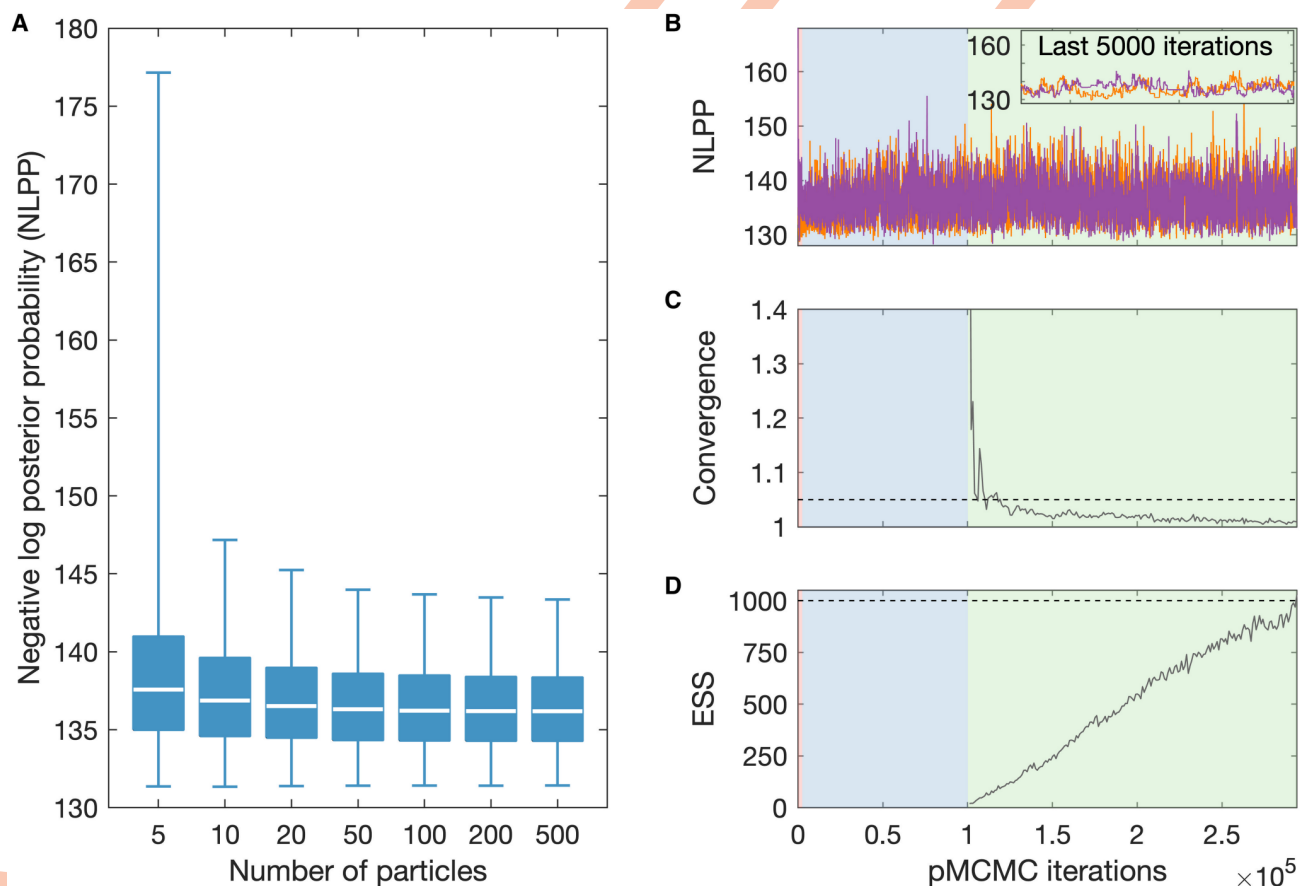 A
Negative log posterior probability (NLPP)
180
175
170
165
160
155
150
145
140
135
130
5 10 20 50 100 200 500
Number of particles
B
NLPP
160
150
140
130
160
130
Last 5000 iterations
C
Convergence
1.4
1.3
1.2
1.1
1
D
ESS
1000
750
500
250
0
0 0.5 1 1.5 2 2.5
pMCMC iterations ×10⁵